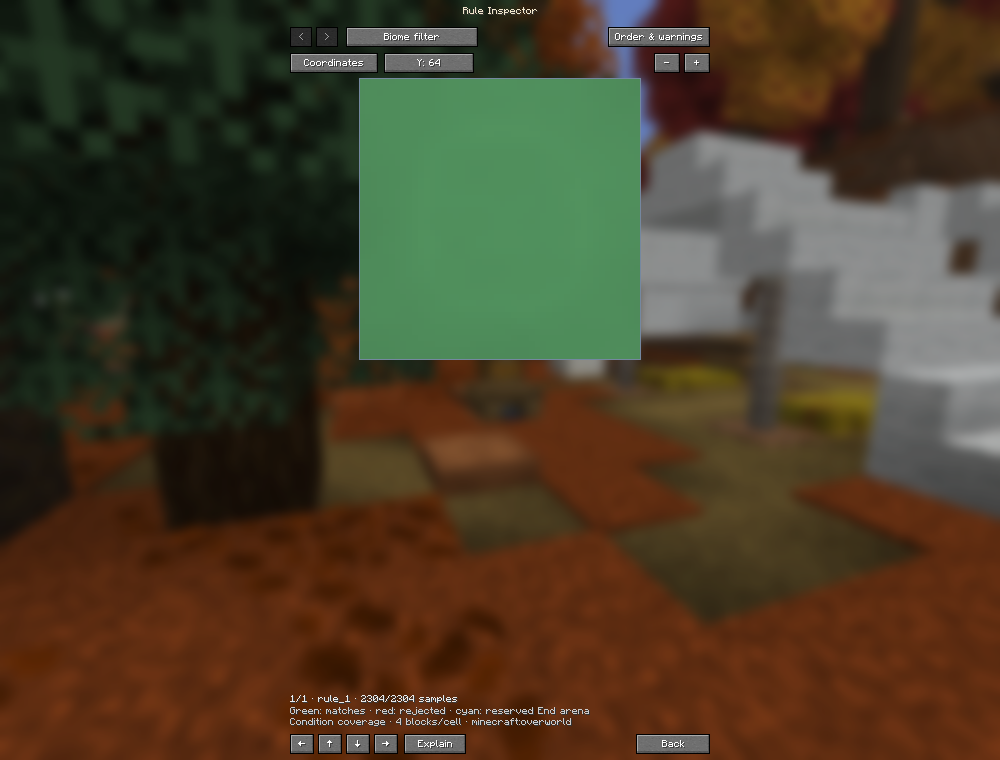 Rule Inspector
< > Biome filter Order & warnings
Coordinates Y: 64 − +
1/1 · rule_1 · 2304/2304 samples
Green: matches · red: rejected · cyan: reserved End arena
Condition coverage · 4 blocks/cell · minecraft:overworld
← ↑ ↓ → Explain Back